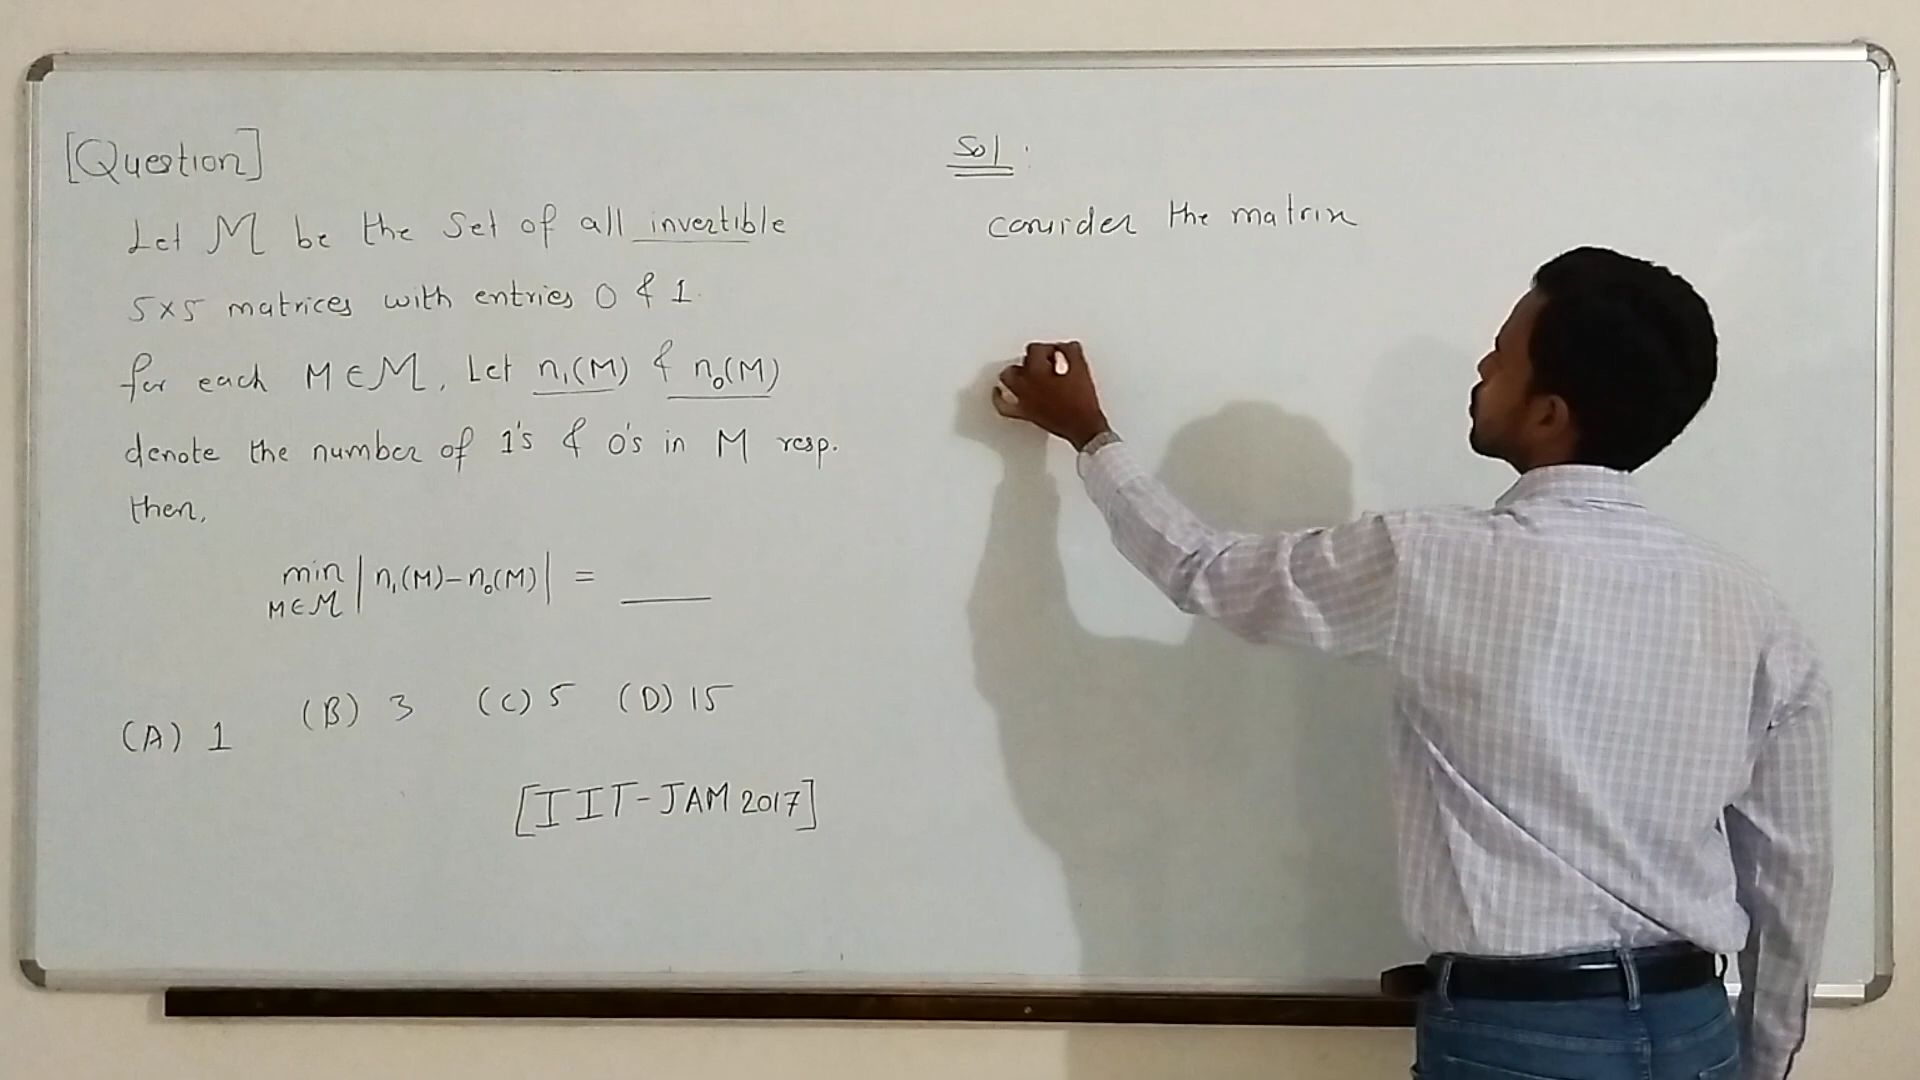 [Question]
Let M be the Set of all invertible
5x5 matrices with entries 0 & 1.
for each M ∈ M, Let n₁(M) & n₀(M)
denote the number of 1's & 0's in M resp.
then,
min | n₁(M) – n₀(M) | = ____
M∈M
(A) 1 (B) 3 (C) 5 (D) 15
[IIT-JAM 2017]
Sol :
consider the matrix